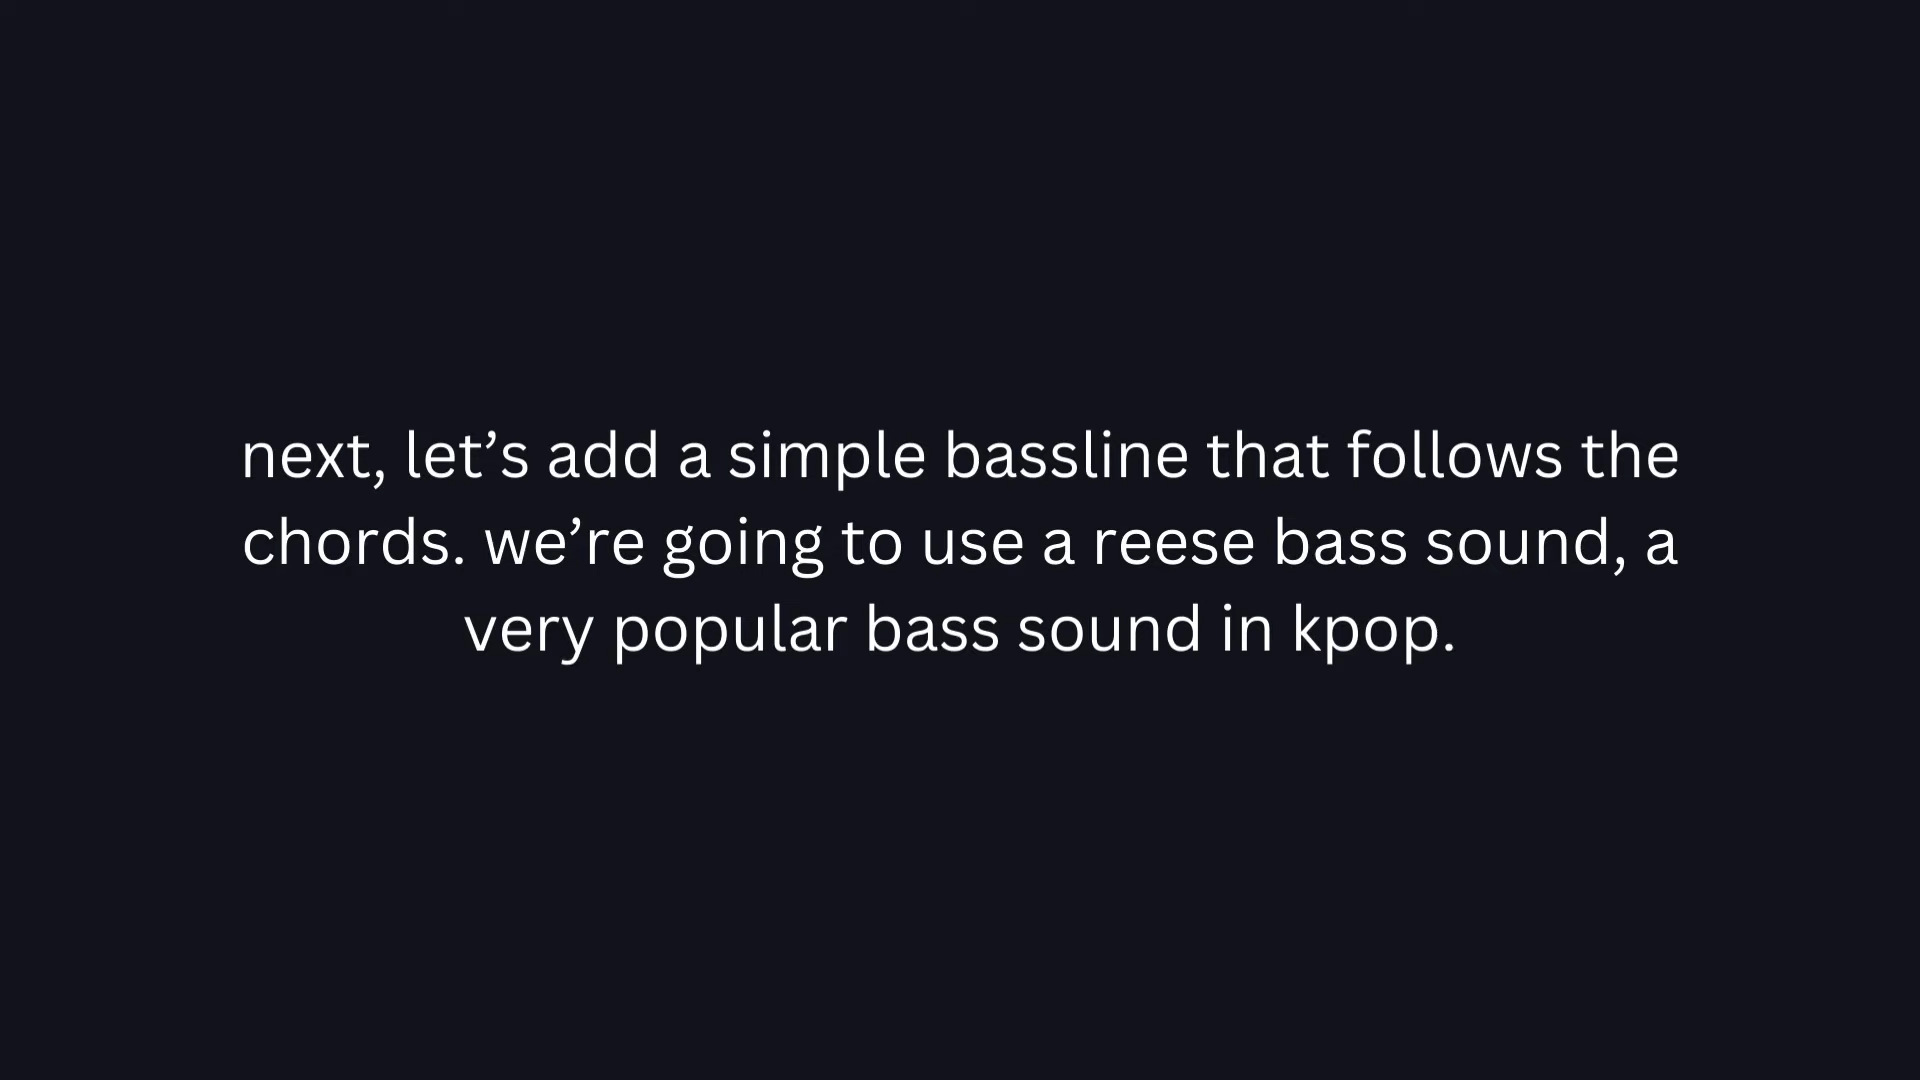 next, let’s add a simple bassline that follows the
chords. we’re going to use a reese bass sound, a
very popular bass sound in kpop.